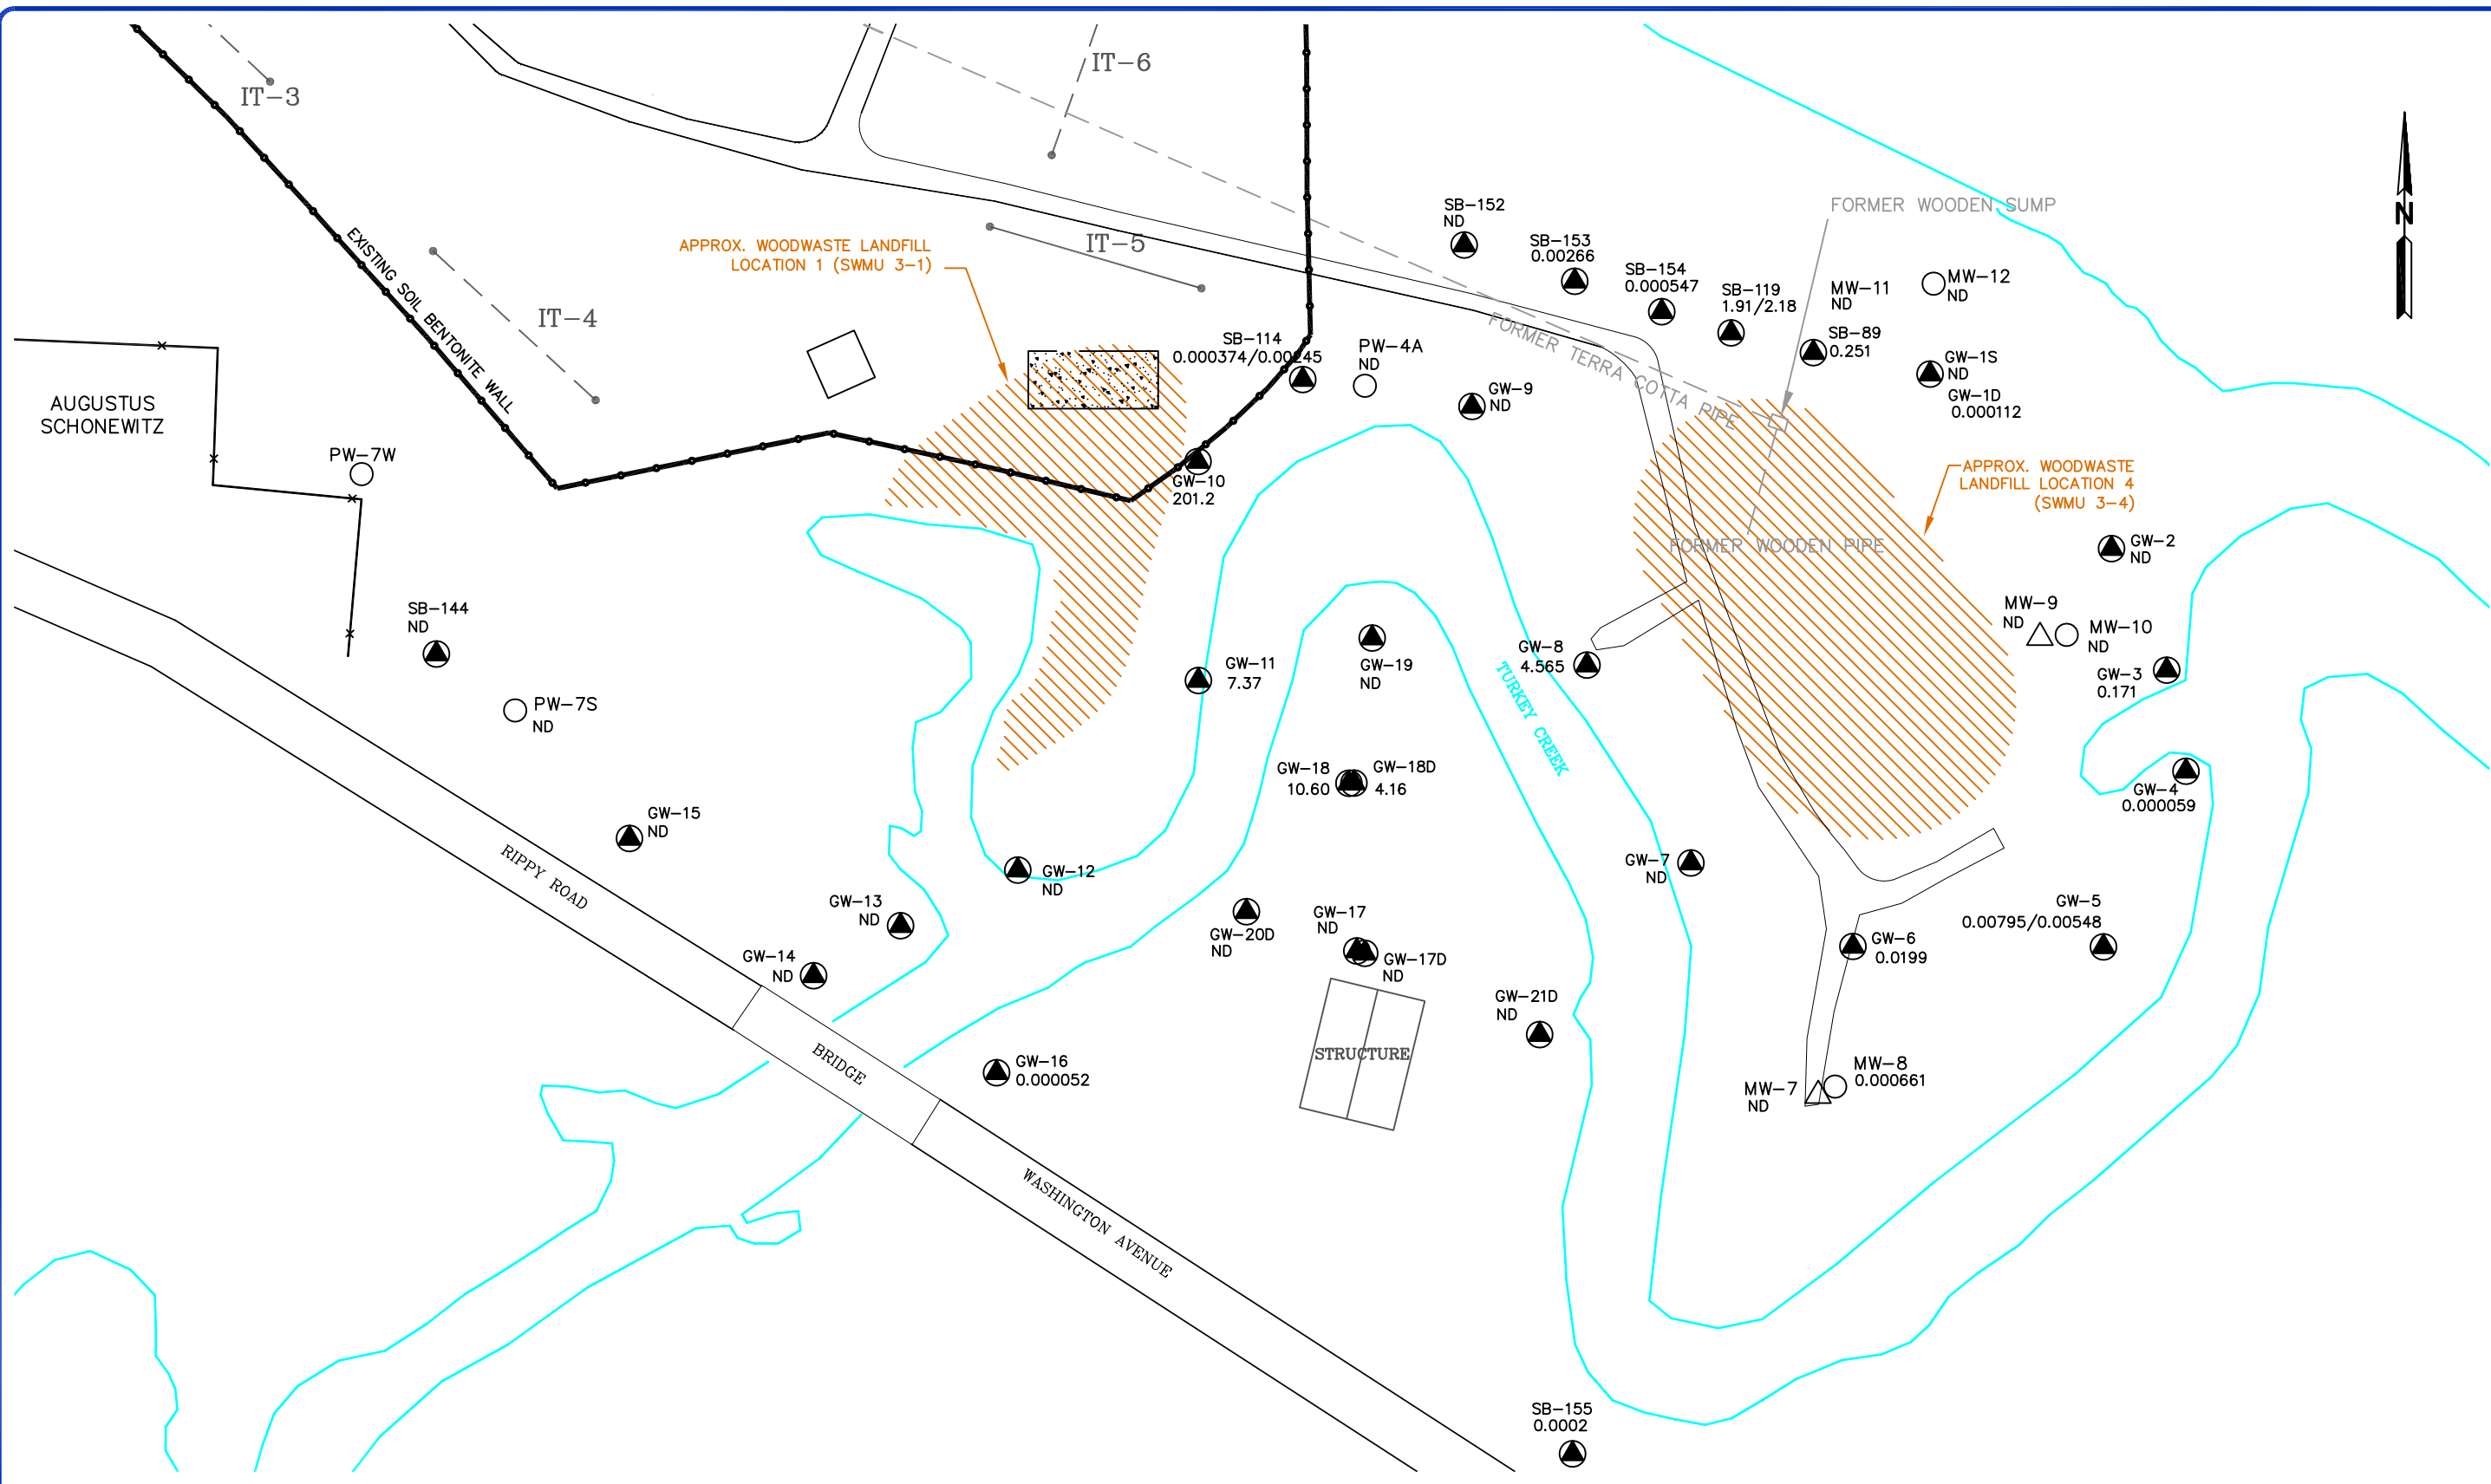 IT-3
IT-6
N
SB-152
ND
FORMER WOODEN SUMP
APPROX. WOODWASTE LANDFILL
LOCATION 1 (SWMU 3-1)
IT-5
SB-153
0.00266
SB-154
0.000547
SB-119
1.91/2.18
MW-11
ND
MW-12
ND
EXISTING SOIL BENTONITE WALL
IT-4
SB-114
0.000374/0.00245
PW-4A
ND
FORMER TERRA COTTA PIPE
SB-89
0.251
GW-1S
ND
GW-1D
0.000112
AUGUSTUS
SCHONEWITZ
GW-9
ND
PW-7W
GW-10
201.2
APPROX. WOODWASTE
LANDFILL LOCATION 4
(SWMU 3-4)
FORMER WOODEN PIPE
GW-2
ND
SB-144
ND
MW-9
ND
MW-10
ND
GW-11
7.37
GW-19
ND
GW-8
4.565
GW-3
0.171
TURKEY CREEK
PW-7S
ND
GW-18
10.60
GW-18D
4.16
GW-4
0.000059
GW-15
ND
RIPPY ROAD
GW-12
ND
GW-7
ND
GW-13
ND
GW-20D
ND
GW-17
ND
GW-17D
ND
GW-5
0.00795/0.00548
GW-6
0.0199
GW-14
ND
GW-21D
ND
BRIDGE
GW-16
0.000052
STRUCTURE
MW-8
0.000661
MW-7
ND
WASHINGTON AVENUE
SB-155
0.0002